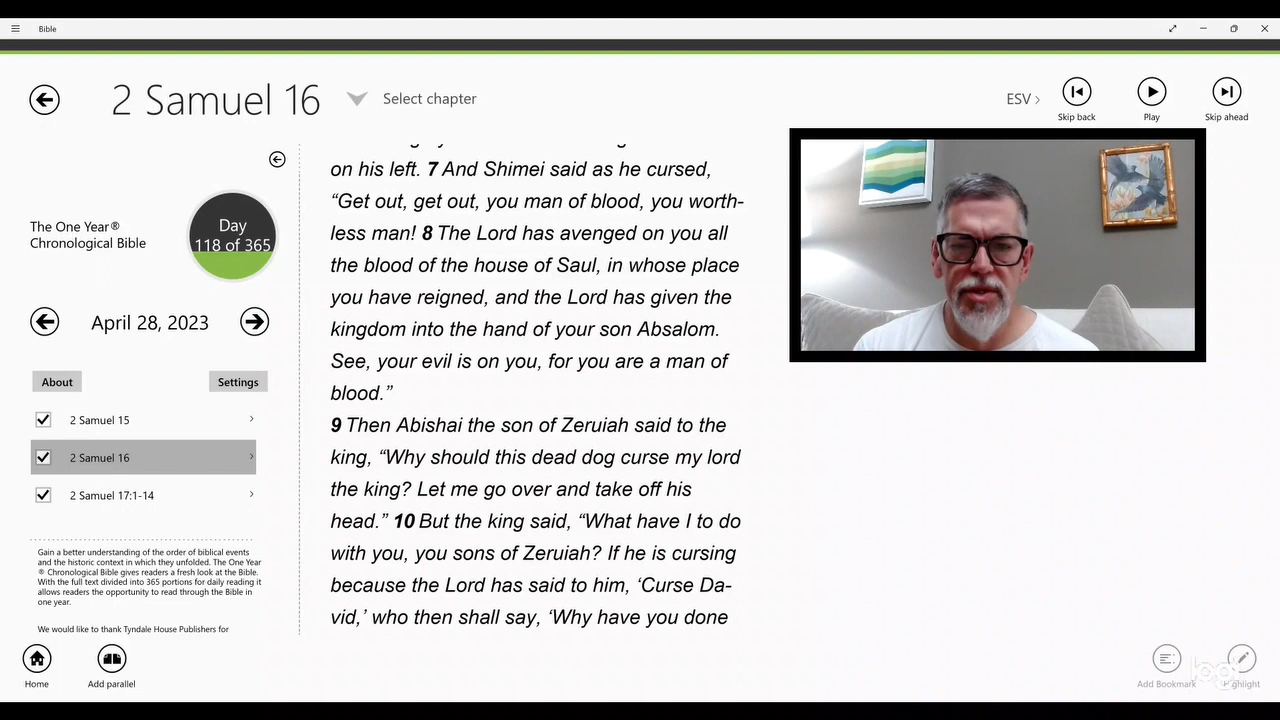 Bible
2 Samuel 16
Select chapter
ESV
Skip back
Play
Skip ahead
The One Year®
Chronological Bible
Day
118 of 365
April 28, 2023
About
Settings
2 Samuel 15
2 Samuel 16
2 Samuel 17:1-14
Gain a better understanding of the order of biblical events
and the historic context in which they unfolded. The One Year
® Chronological Bible gives readers a fresh look at the Bible.
With the full text divided into 365 portions for daily reading it
allows readers the opportunity to read through the Bible in
one year.
We would like to thank Tyndale House Publishers for
on his left. 7 And Shimei said as he cursed,
“Get out, get out, you man of blood, you worth-
less man! 8 The Lord has avenged on you all
the blood of the house of Saul, in whose place
you have reigned, and the Lord has given the
kingdom into the hand of your son Absalom.
See, your evil is on you, for you are a man of
blood.”
9 Then Abishai the son of Zeruiah said to the
king, “Why should this dead dog curse my lord
the king? Let me go over and take off his
head.” 10 But the king said, “What have I to do
with you, you sons of Zeruiah? If he is cursing
because the Lord has said to him, ‘Curse Da-
vid,’ who then shall say, ‘Why have you done
Home
Add parallel
Add Bookmark
Highlight
logi